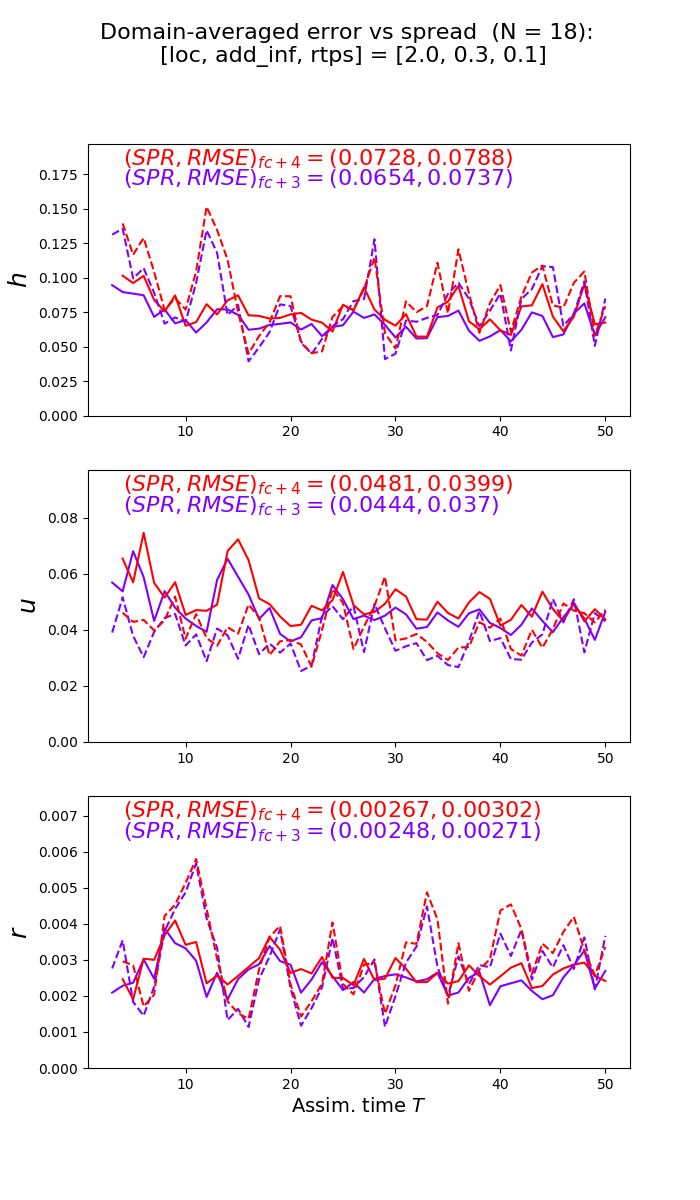 Domain-averaged error vs spread (N = 18):
[loc, add_inf, rtps] = [2.0, 0.3, 0.1]
(SPR, RMSE)fc+4 = (0.0728, 0.0788)
(SPR, RMSE)fc+3 = (0.0654, 0.0737)
0.175
0.150
0.125
0.100
0.075
0.050
0.025
0.000
h
10 20 30 40 50
(SPR, RMSE)fc+4 = (0.0481, 0.0399)
(SPR, RMSE)fc+3 = (0.0444, 0.037)
0.08
0.06
0.04
0.02
0.00
u
10 20 30 40 50
(SPR, RMSE)fc+4 = (0.00267, 0.00302)
(SPR, RMSE)fc+3 = (0.00248, 0.00271)
0.007
0.006
0.005
0.004
0.003
0.002
0.001
0.000
r
10 20 30 40 50
Assim. time T